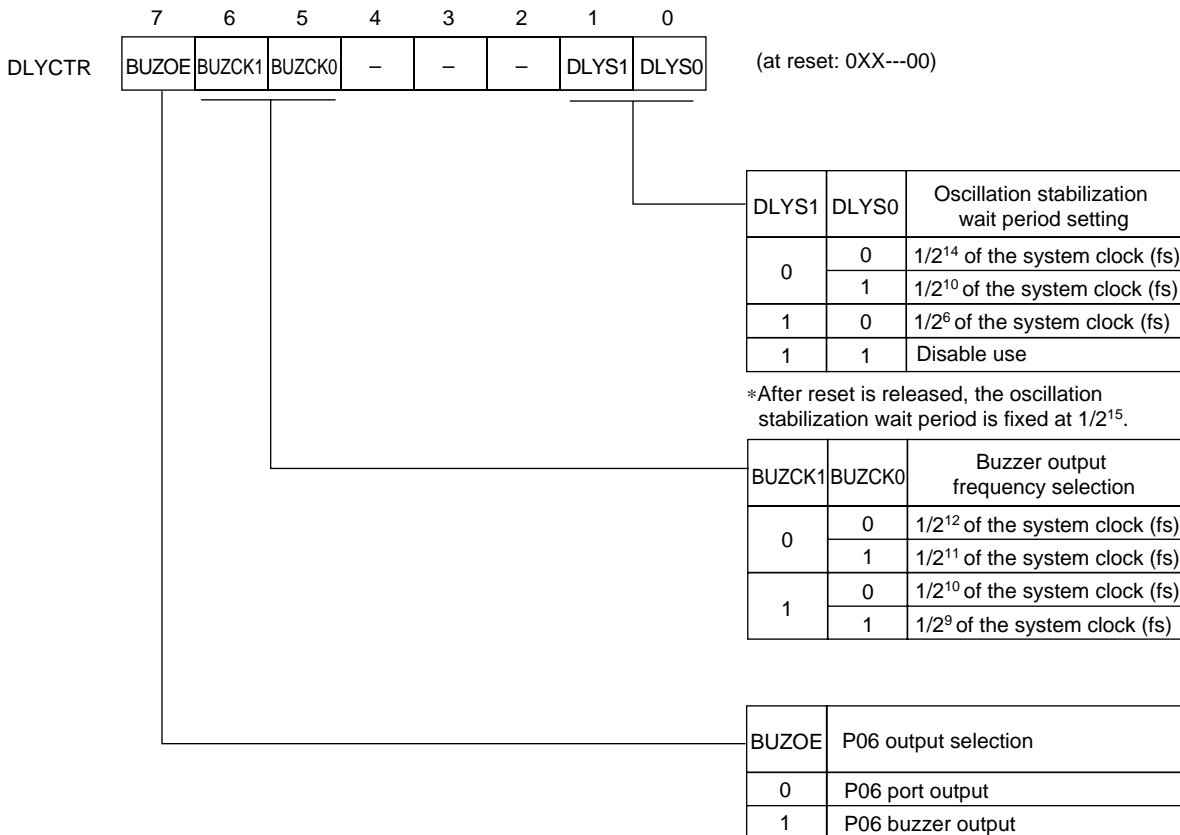 7 6 5 4 3 2 1 0
DLYCTR BUZOE BUZCK1 BUZCK0 – – – DLYS1 DLYS0 (at reset: 0XX---00)
DLYS1 DLYS0 Oscillation stabilization
wait period setting
0 0 1/2¹⁴ of the system clock (fs)
1 1/2¹⁰ of the system clock (fs)
1 0 1/2⁶ of the system clock (fs)
1 1 Disable use
*After reset is released, the oscillation
stabilization wait period is fixed at 1/2¹⁵.
BUZCK1 BUZCK0 Buzzer output
frequency selection
0 0 1/2¹² of the system clock (fs)
1 1/2¹¹ of the system clock (fs)
1 0 1/2¹⁰ of the system clock (fs)
1 1/2⁹ of the system clock (fs)
BUZOE P06 output selection
0 P06 port output
1 P06 buzzer output